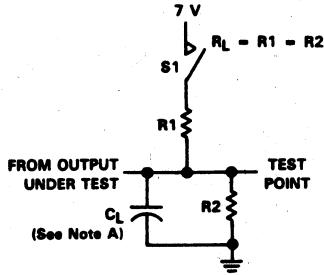 7 V
S1
RL = R1 = R2
R1
FROM OUTPUT
UNDER TEST
TEST
POINT
CL
(See Note A)
R2